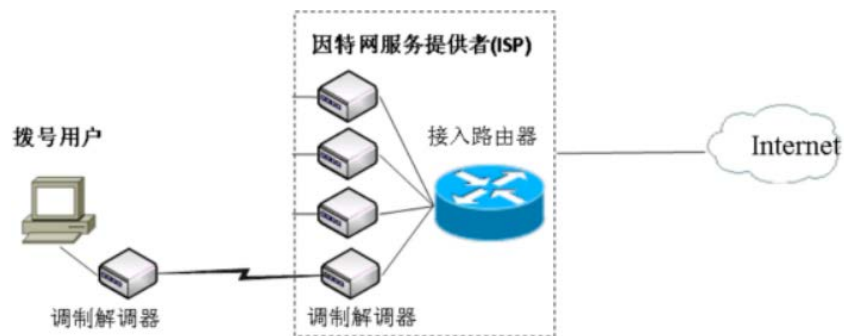 因特网服务提供者(ISP)
拨号用户
接入路由器
Internet
调制解调器
调制解调器